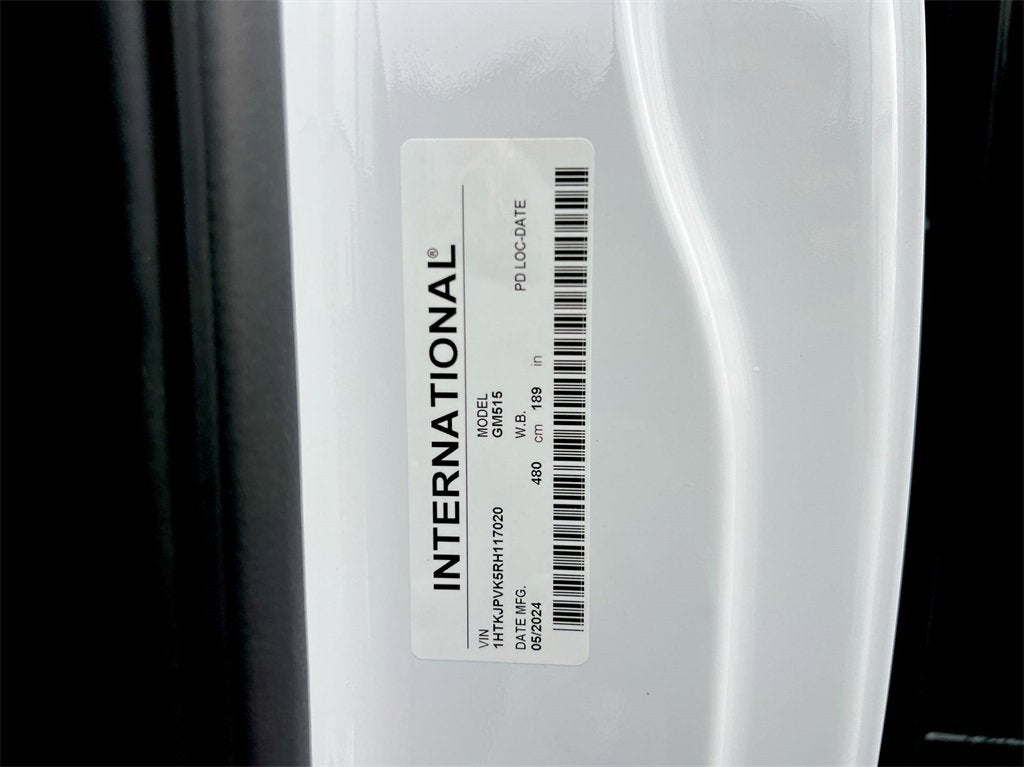 INTERNATIONAL®
VIN MODEL
1HTKJPVK5RH117020 GM515
DATE MFG. W.B. PD LOC-DATE
05/2024 480 cm 189 in